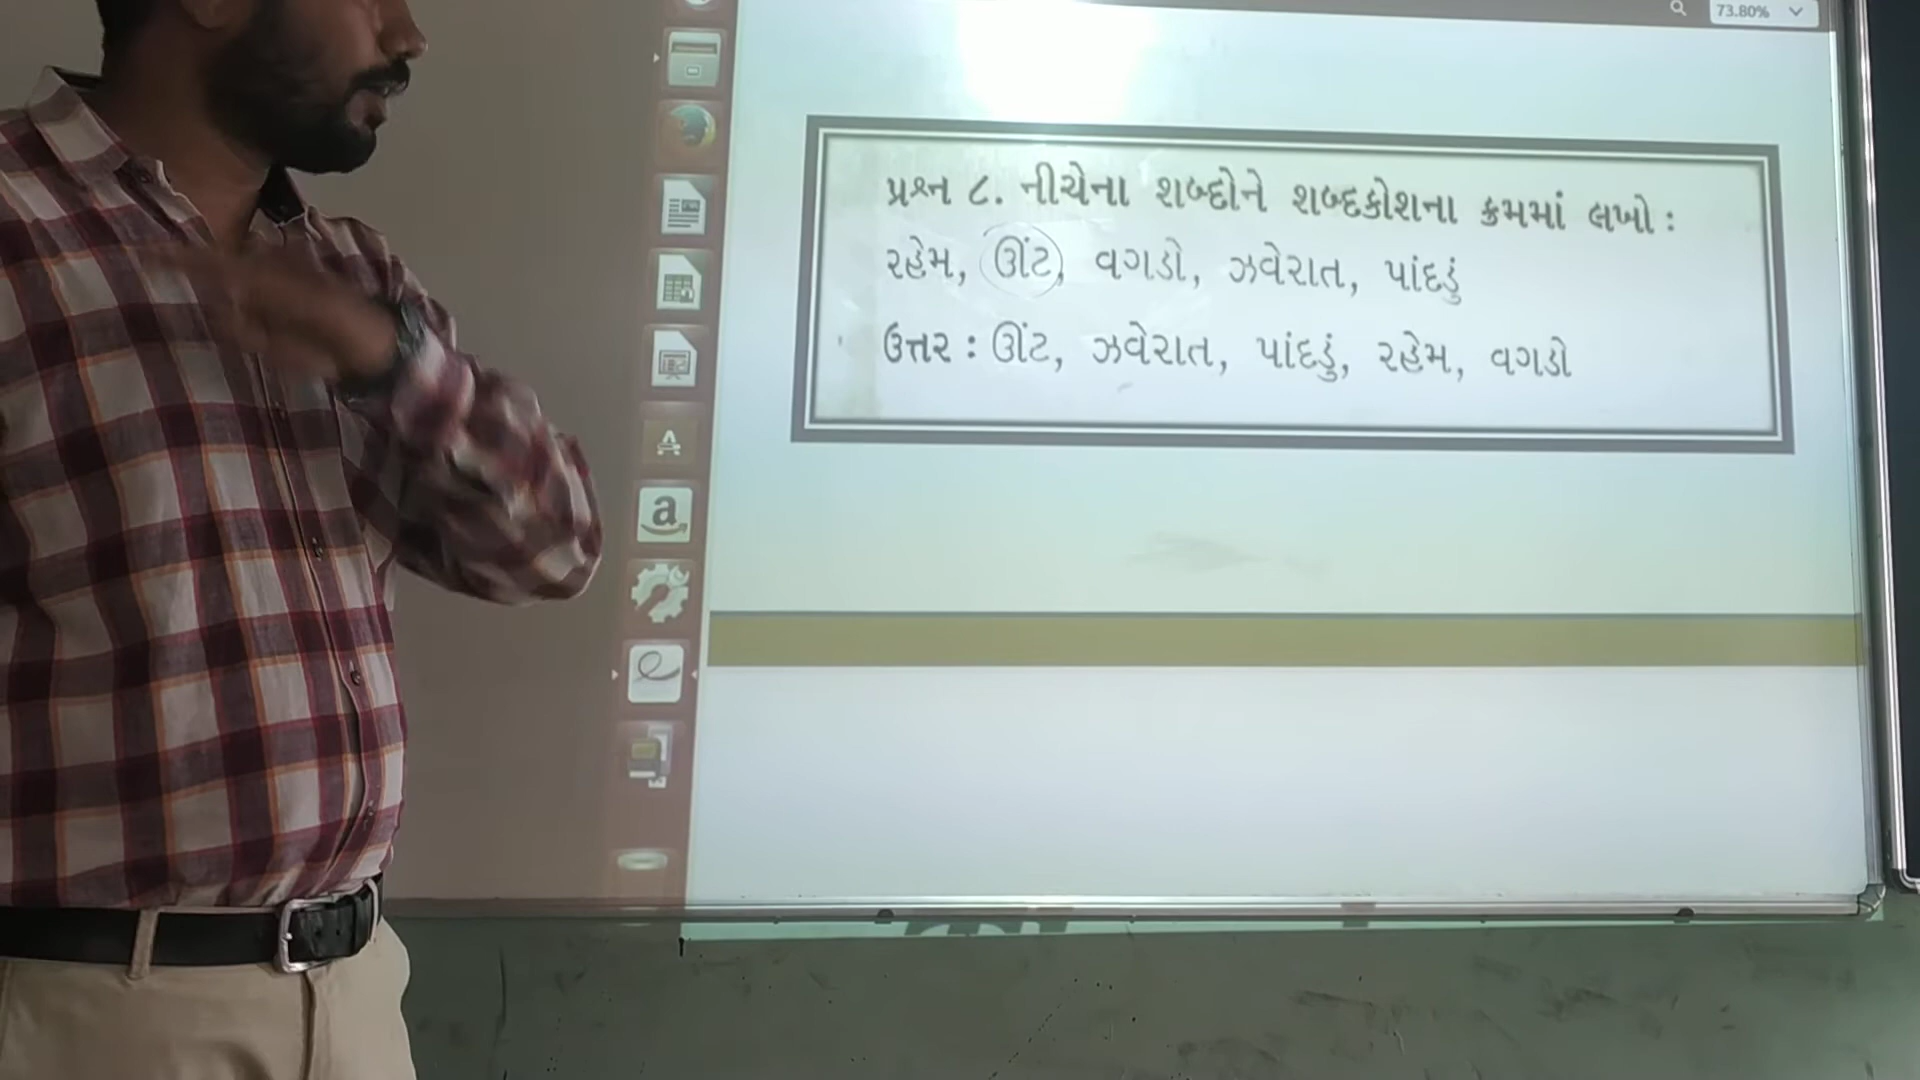 73.80%
પ્રશ્ન ૮. નીચેના શબ્દોને શબ્દકોશના ક્રમમાં લખો :
રહેમ, ઊંટ, વગડો, ઝવેરાત, પાંદડું
ઉત્તર : ઊંટ, ઝવેરાત, પાંદડું, રહેમ, વગડો
a